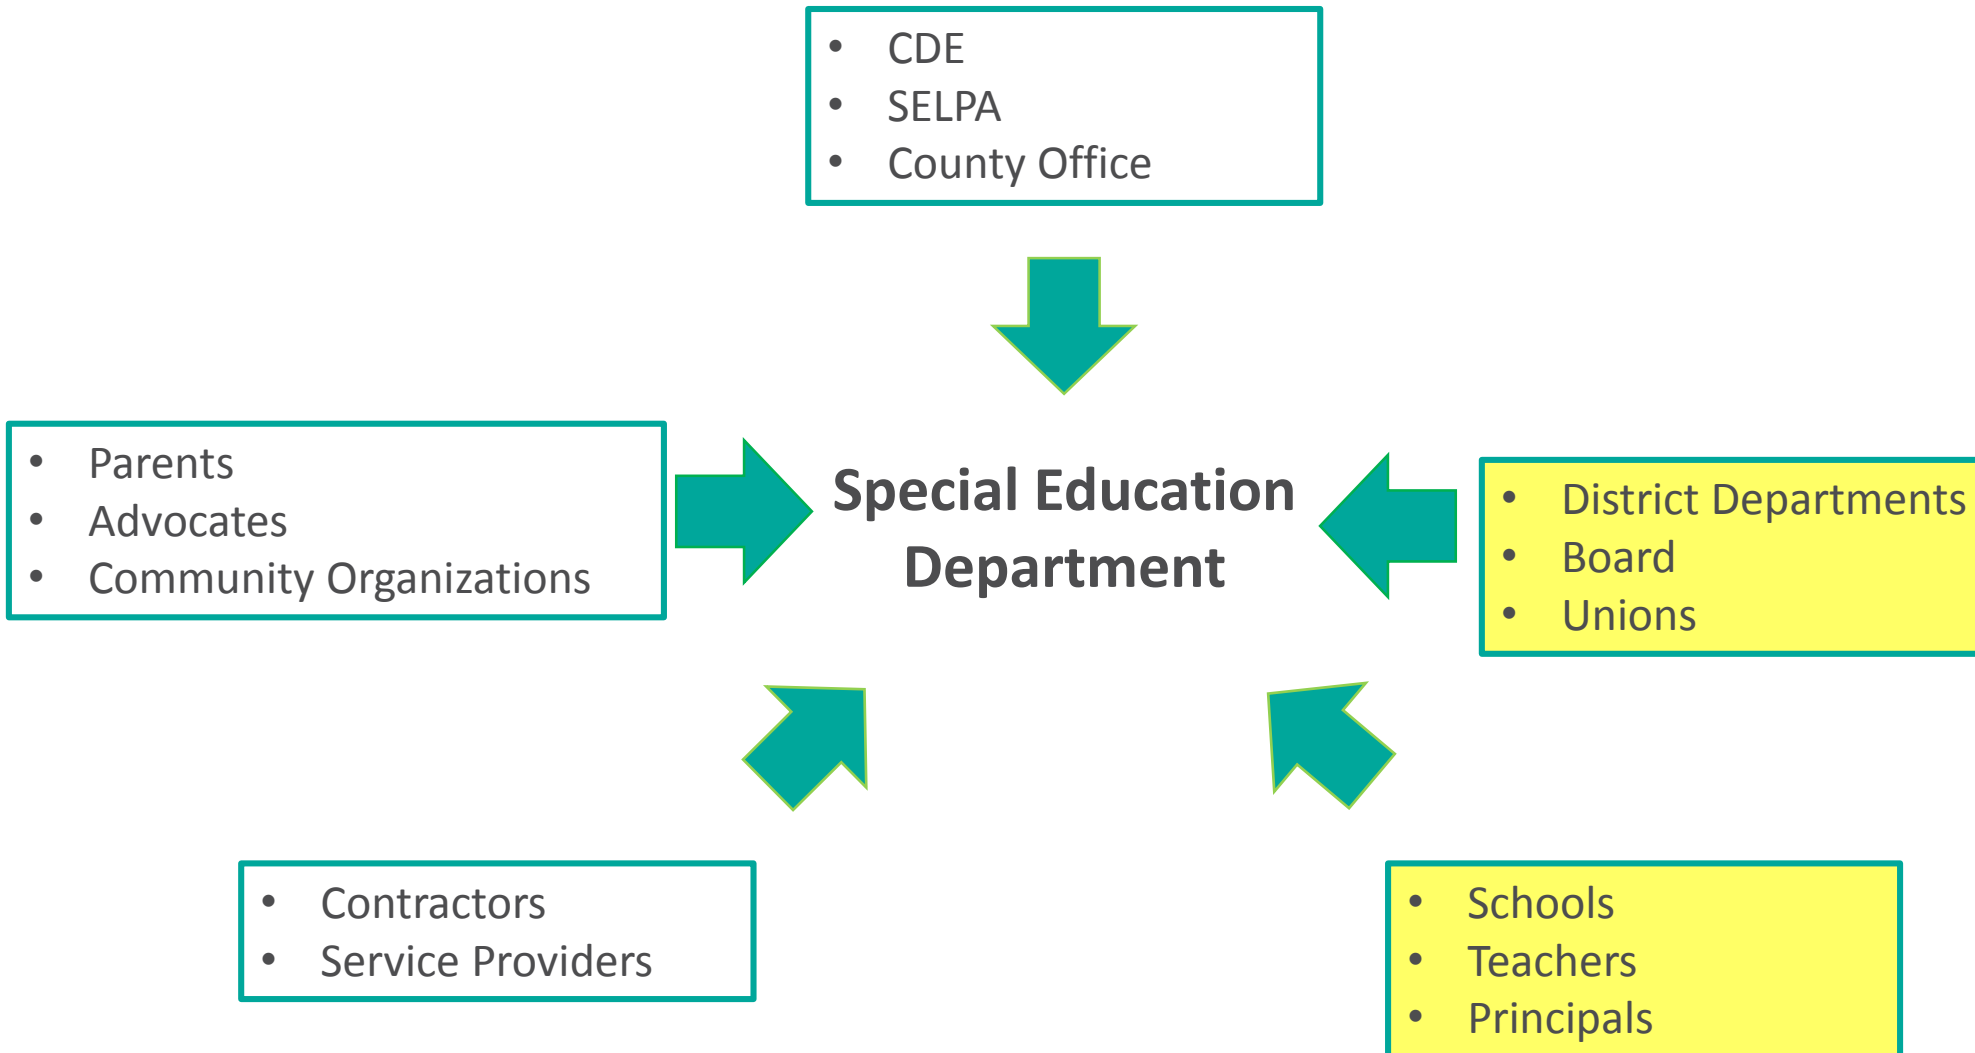 • CDE
• SELPA
• County Office
• Parents
• Advocates
• Community Organizations
Special Education
Department
• District Departments
• Board
• Unions
• Contractors
• Service Providers
• Schools
• Teachers
• Principals